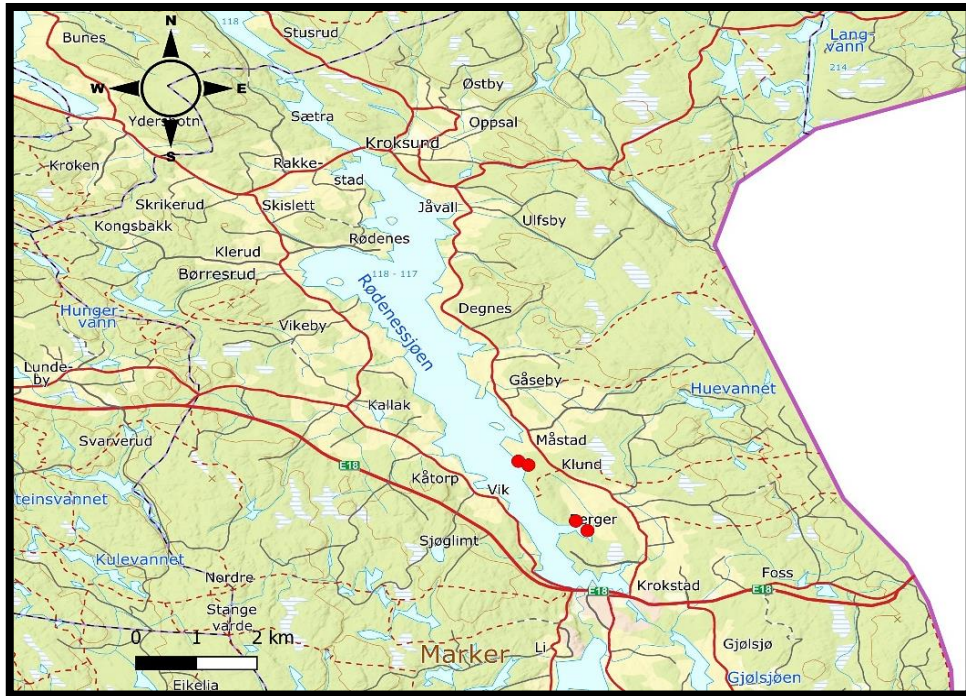 118
Stusrud
N
Bunes
Lang-
vann
214
Østby
W
E
Ydersbotn
Sætra
Oppsal
S
Kroksund
Kroken
Rakke-
stad
Skrikerud
Skislett
Jåvall
Kongsbakk
Ulfsby
Klerud
Rødenes
Børresrud
118 - 117
Rødenessjøen
Degnes
Hunger-
vann
Vikeby
Lunde-
by
Gåseby
Huevannet
Kallak
Svarverud
Måstad
E18
Klund
Kåtorp
Vik
teinsvannet
Sjøglimt
Kulevannet
Nordre
E18
Krokstad
Foss
E18
Stange
varde
0 1 2 km
Li
Marker
Gjølsjø
Gjølsjøen
Eikelia